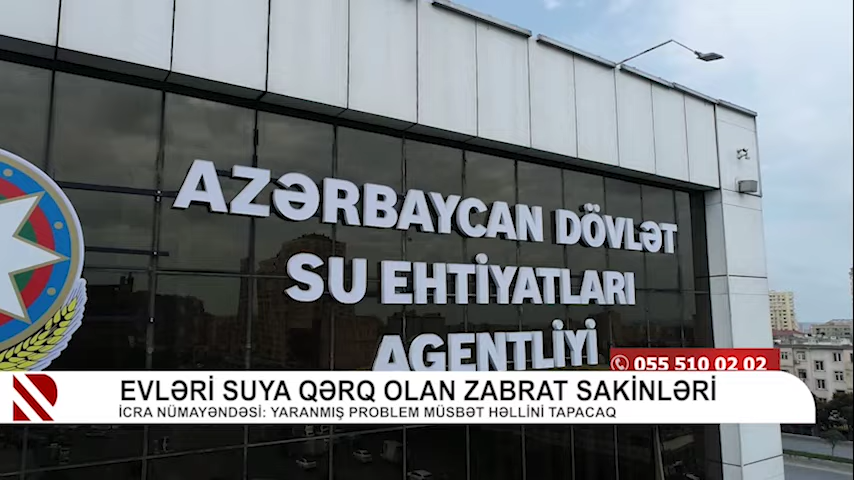 AZƏRBAYCAN DÖVLƏT
SU EHTİYATLARI
AGENTLİYİ
055 510 02 02
EVLƏRİ SUYA QƏRQ OLAN ZABRAT SAKİNLƏRİ
İCRA NÜMAYƏNDƏSİ: YARANMIŞ PROBLEM MÜSBƏT HƏLLİNİ TAPACAQ